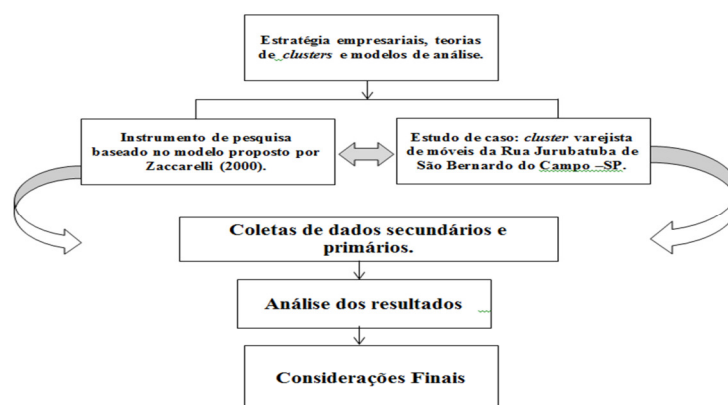 Estratégia empresariais, teorias
de clusters e modelos de análise.
Instrumento de pesquisa
baseado no modelo proposto por
Zaccarelli (2000).
Estudo de caso: cluster varejista
de móveis da Rua Jurubatuba de
São Bernardo do Campo –SP.
Coletas de dados secundários e
primários.
Análise dos resultados
Considerações Finais